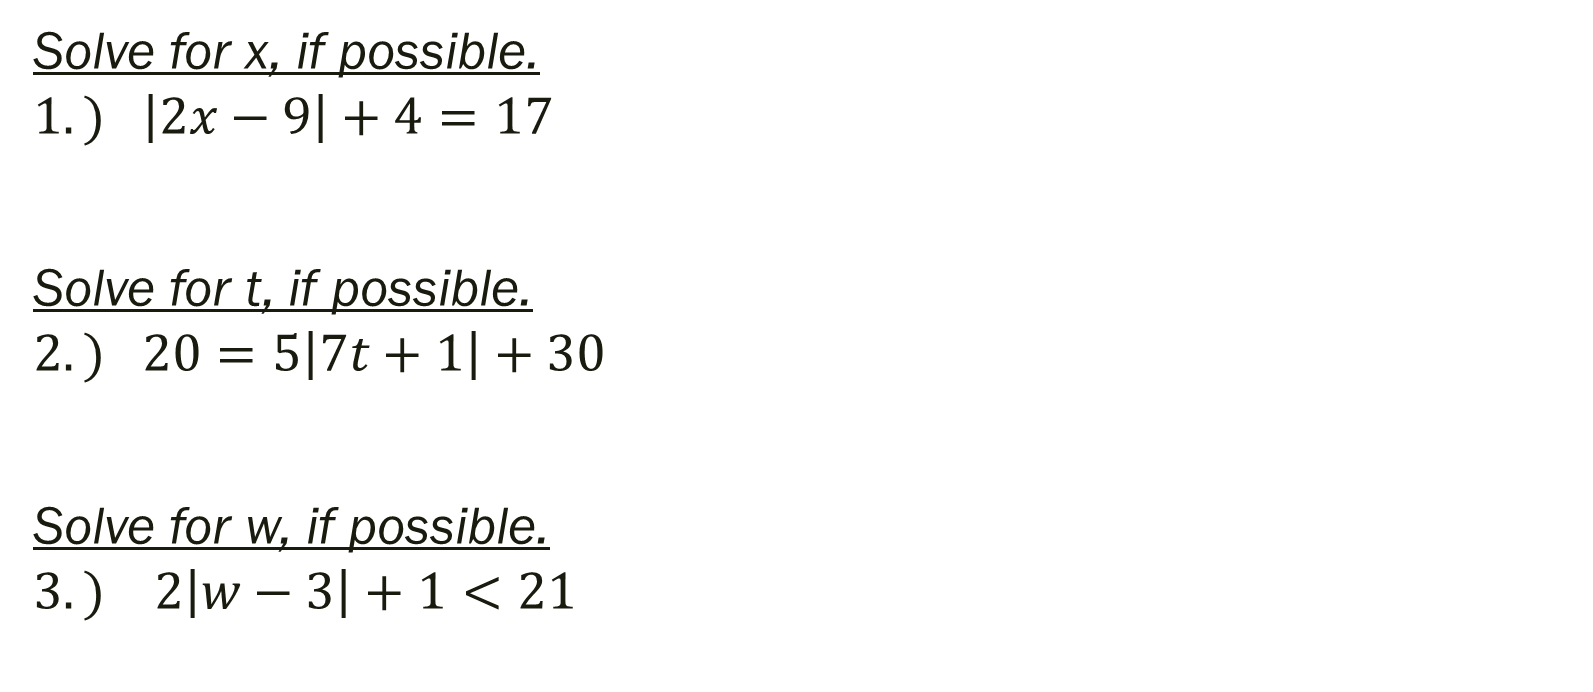 Solve for x, if possible.
1.) |2x − 9| + 4 = 17
Solve for t, if possible.
2.) 20 = 5|7t + 1| + 30
Solve for w, if possible.
3.) 2|w − 3| + 1 < 21